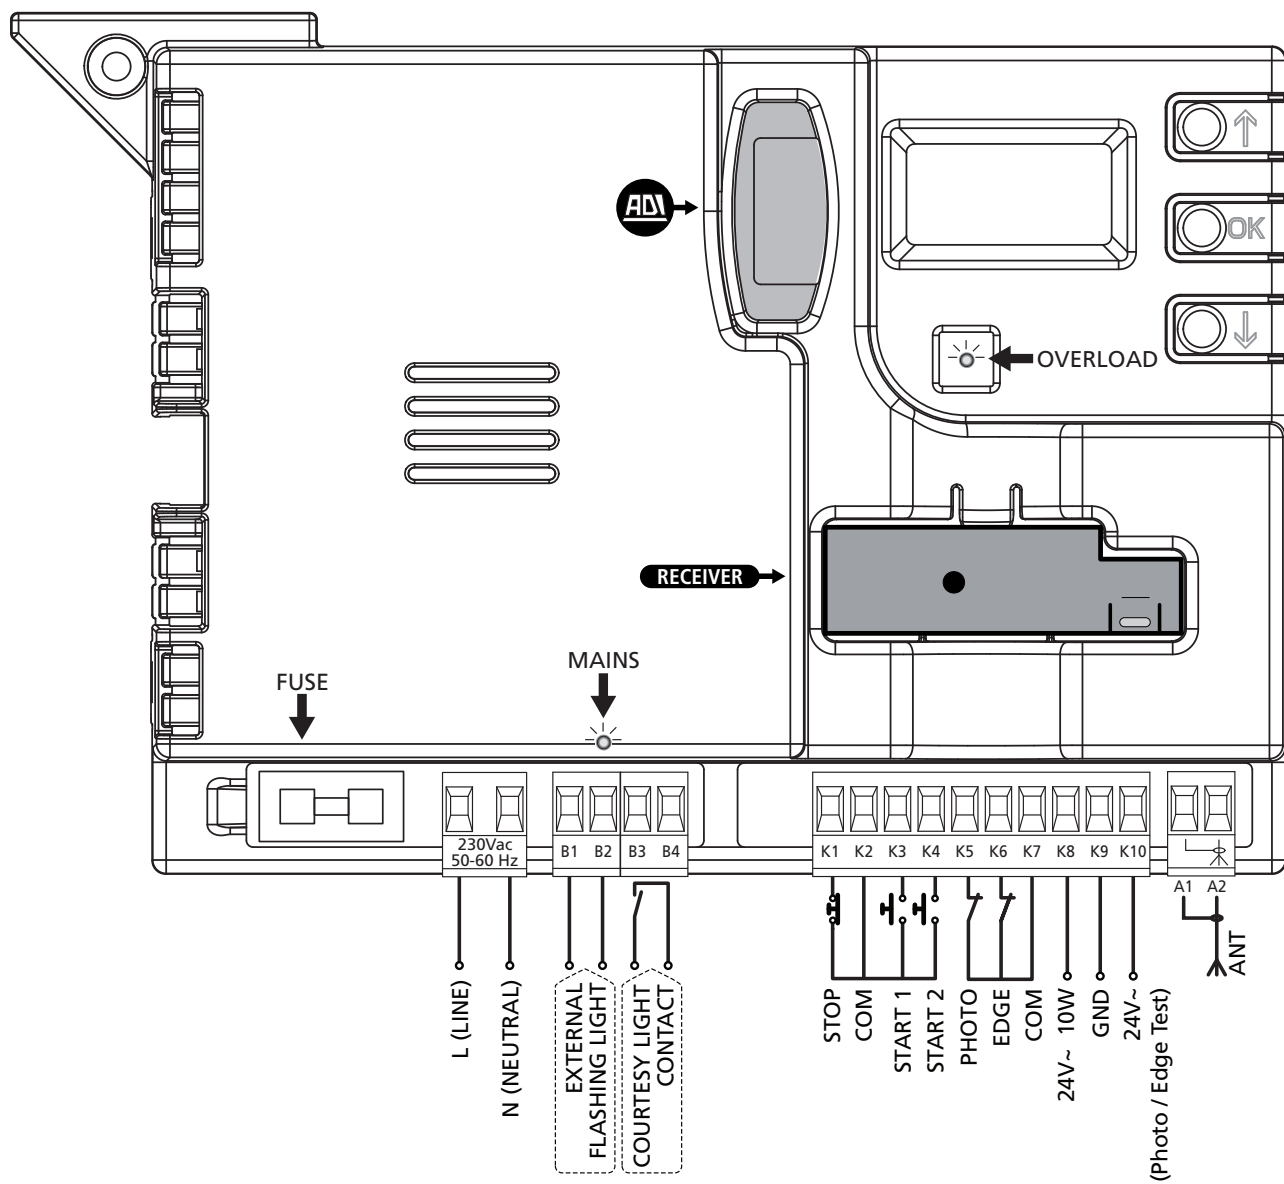 ADI
OK
OVERLOAD
RECEIVER
FUSE
MAINS
230Vac
50-60 Hz
B1 B2 B3 B4
K1 K2 K3 K4 K5 K6 K7 K8 K9 K10
A1 A2
L (LINE)
N (NEUTRAL)
EXTERNAL
FLASHING LIGHT
COURTESY LIGHT
CONTACT
STOP
COM
START 1
START 2
PHOTO
EDGE
COM
24V~ 10W
GND
24V~
(Photo / Edge Test)
ANT